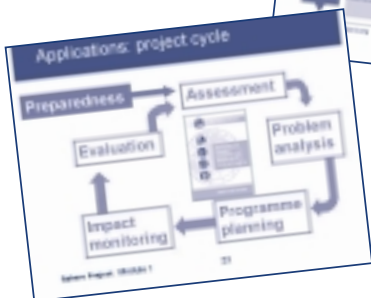 Applications: project cycle
Preparedness
Assessment
Problem
analysis
Programme
planning
Impact
monitoring
Evaluation